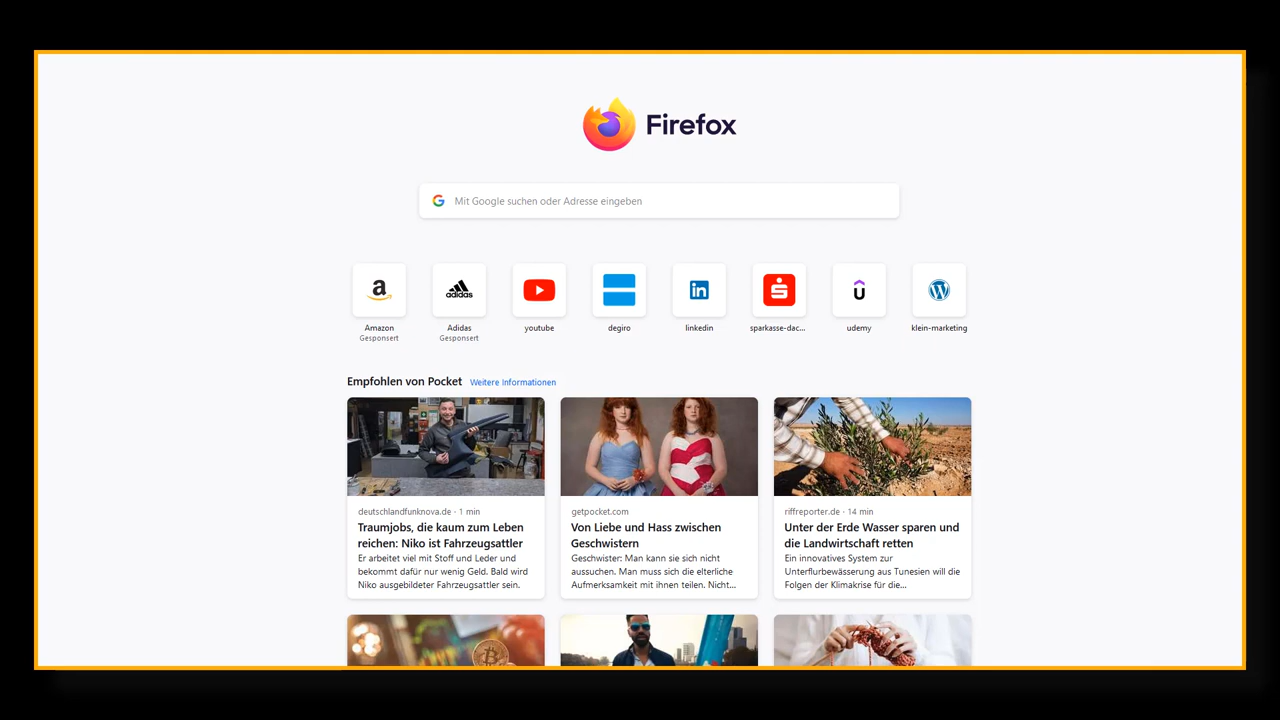 Firefox
Mit Google suchen oder Adresse eingeben
a
adidas
in
Amazon
Gesponsert
Adidas
Gesponsert
youtube
degiro
linkedin
sparkasse-dac...
udemy
klein-marketing
Empfohlen von Pocket Weitere Informationen
deutschlandfunknova.de · 1 min
Traumjobs, die kaum zum Leben
reichen: Niko ist Fahrzeugsattler
Er arbeitet viel mit Stoff und Leder und
bekommt dafür nur wenig Geld. Bald wird
Niko ausgebildeter Fahrzeugsattler sein.
getpocket.com
Von Liebe und Hass zwischen
Geschwistern
Geschwister: Man kann sie sich nicht
aussuchen. Man muss sich die elterliche
Aufmerksamkeit mit ihnen teilen. Nicht...
riffreporter.de · 14 min
Unter der Erde Wasser sparen und
die Landwirtschaft retten
Ein innovatives System zur
Unterflurbewässerung aus Tunesien will die
Folgen der Klimakrise für die...